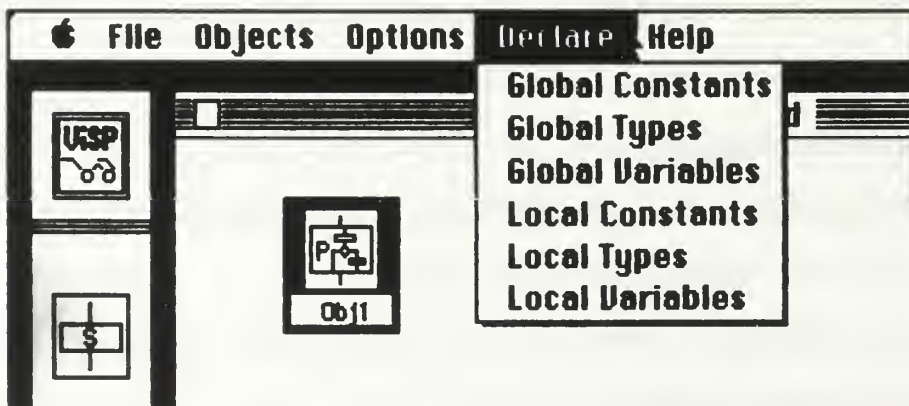 File Objects Options Declare Help
Global Constants
Global Types
Global Variables
Local Constants
Local Types
Local Variables
d
ViSP
P
Obj1
S